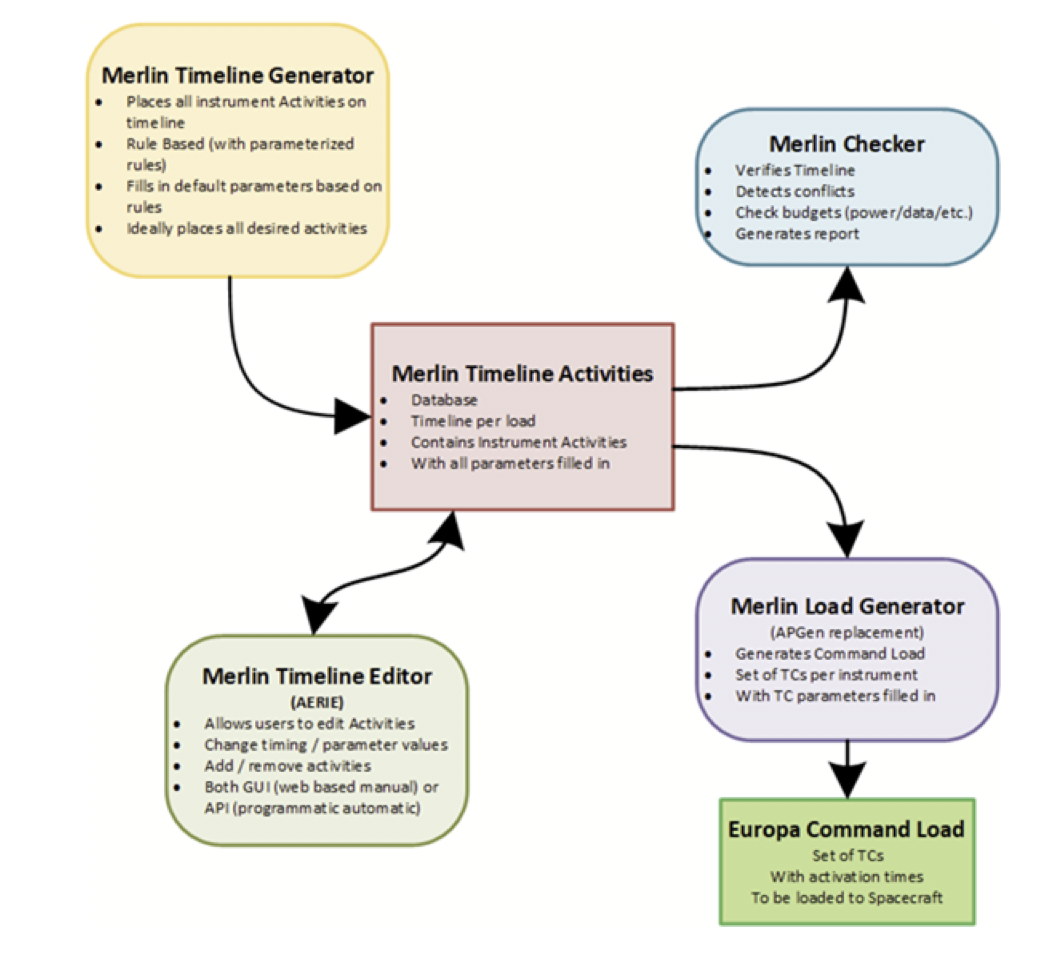 Merlin Timeline Generator
• Places all instrument Activities on
timeline
• Rule Based (with parameterized
rules)
• Fills in default parameters based on
rules
• Ideally places all desired activities
Merlin Checker
• Verifies Timeline
• Detects conflicts
• Check budgets (power/data/etc.)
• Generates report
Merlin Timeline Activities
• Database
• Timeline per load
• Contains Instrument Activities
• With all parameters filled in
Merlin Load Generator
(APGen replacement)
• Generates Command Load
• Set of TCs per instrument
• With TC parameters filled in
Merlin Timeline Editor
(AERIE)
• Allows users to edit Activities
• Change timing / parameter values
• Add / remove activities
• Both GUI (web based manual) or
API (programmatic automatic)
Europa Command Load
Set of TCs
With activation times
To be loaded to Spacecraft